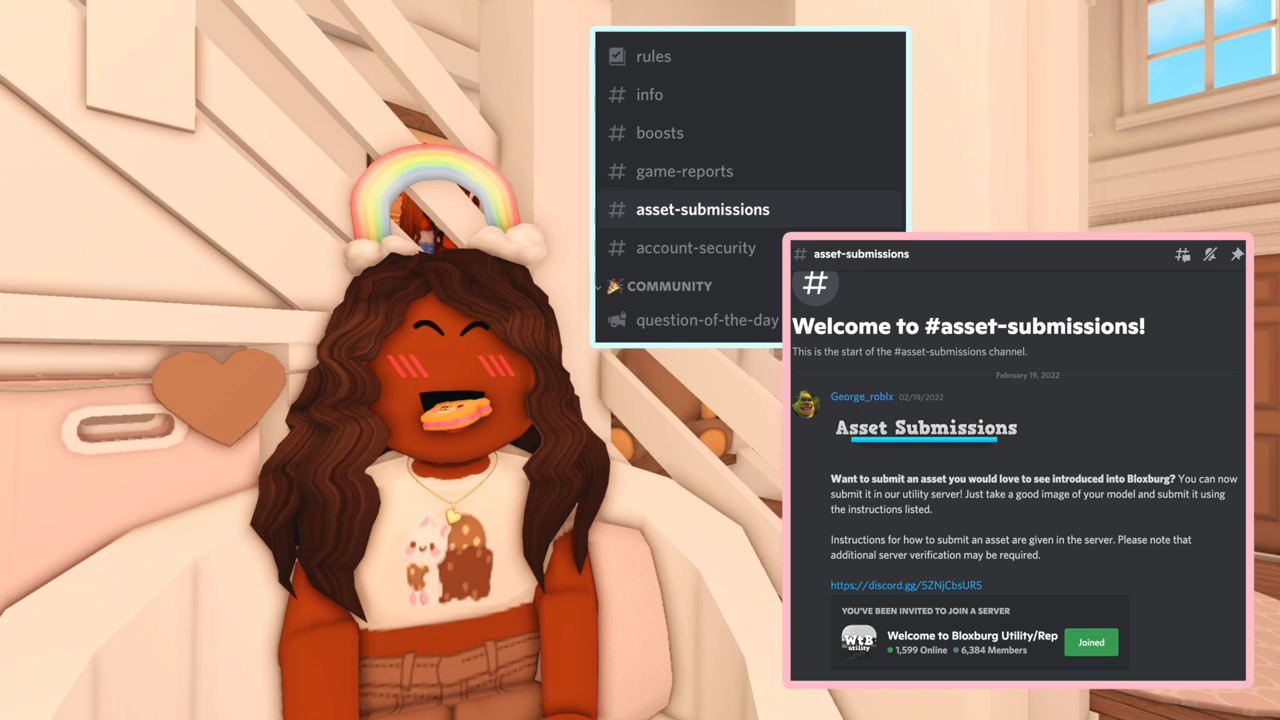 rules
info
boosts
game-reports
asset-submissions
account-security
COMMUNITY
question-of-the-day
asset-submissions
Welcome to #asset-submissions!
This is the start of the #asset-submissions channel.
February 19, 2022
George_roblx 02/19/2022
Asset Submissions
Want to submit an asset you would love to see introduced into Bloxburg? You can now
submit it in our utility server! Just take a good image of your model and submit it using
the instructions listed.
Instructions for how to submit an asset are given in the server. Please note that
additional server verification may be required.
https://discord.gg/5ZNjCbsUR5
YOU'VE BEEN INVITED TO JOIN A SERVER
WtB
utility
Welcome to Bloxburg Utility/Rep
1,599 Online 6,384 Members
Joined